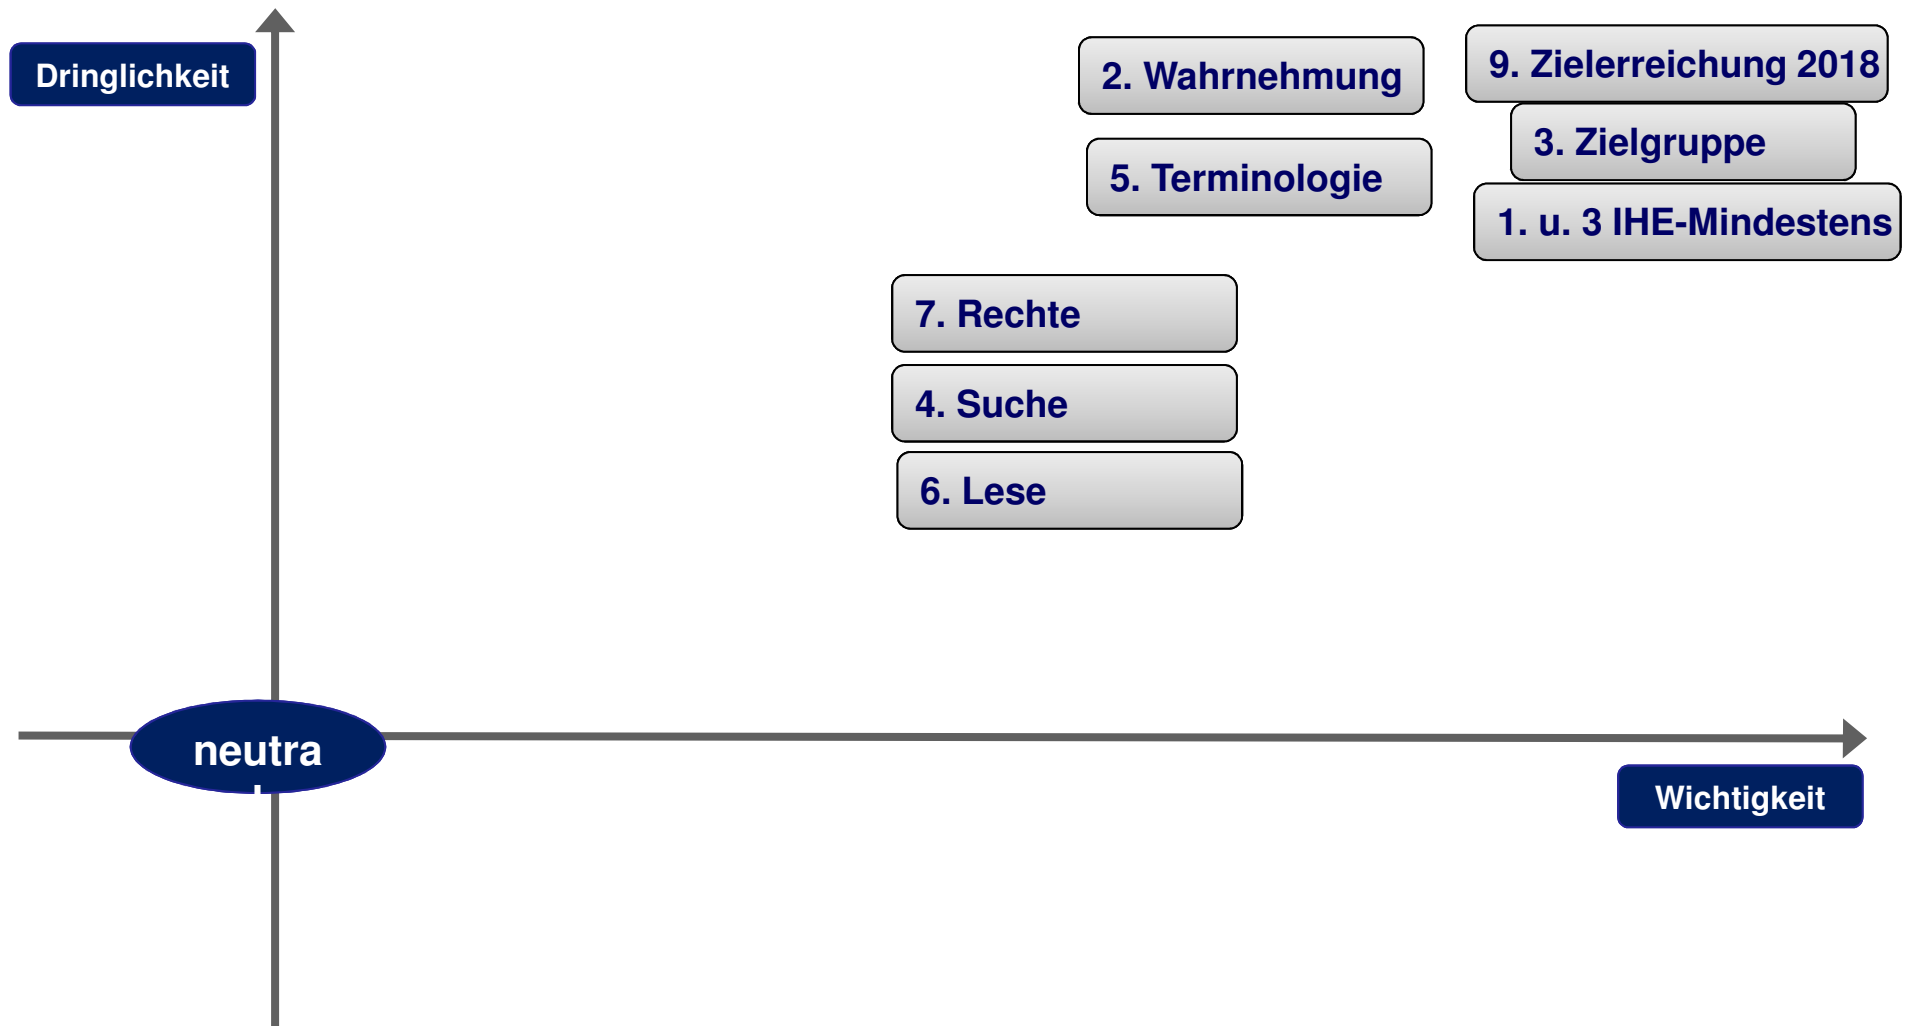 Dringlichkeit
2. Wahrnehmung
9. Zielerreichung 2018
3. Zielgruppe
5. Terminologie
1. u. 3 IHE-Mindestens
7. Rechte
4. Suche
6. Lese
neutra
l
Wichtigkeit